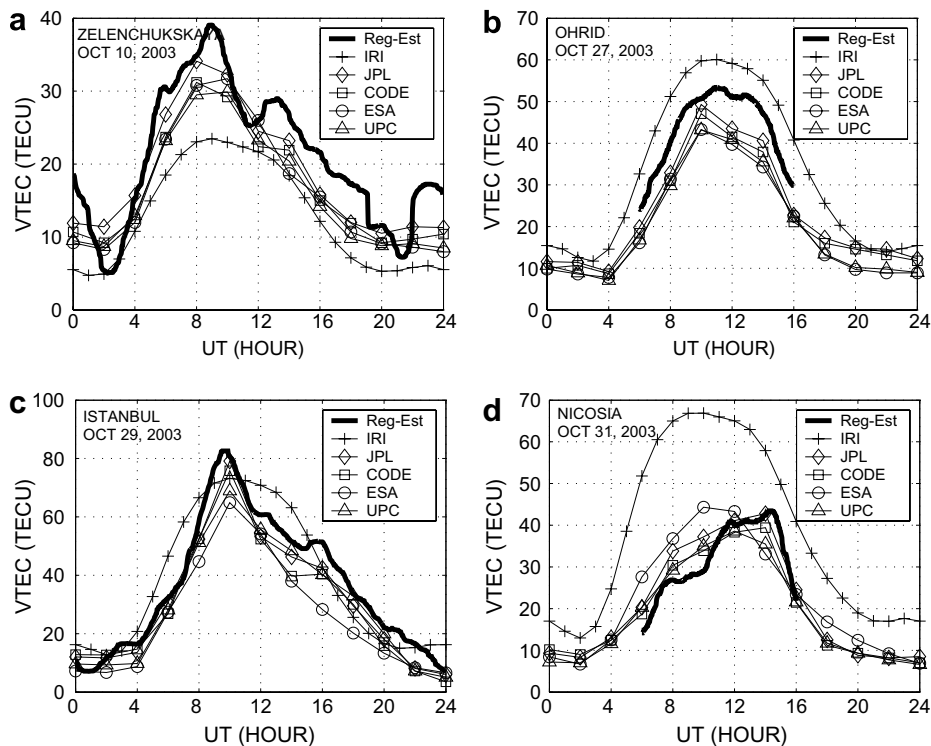 a
ZELENCHUKSKAYA
OCT 10, 2003
Reg-Est
IRI
JPL
CODE
ESA
UPC
40
30
20
10
0
VTEC (TECU)
0 4 8 12 16 20 24
UT (HOUR)
b
OHRID
OCT 27, 2003
Reg-Est
IRI
JPL
CODE
ESA
UPC
70
60
50
40
30
20
10
0
VTEC (TECU)
0 4 8 12 16 20 24
UT (HOUR)
c
ISTANBUL
OCT 29, 2003
Reg-Est
IRI
JPL
CODE
ESA
UPC
100
80
60
40
20
0
VTEC (TECU)
0 4 8 12 16 20 24
UT (HOUR)
d
NICOSIA
OCT 31, 2003
Reg-Est
IRI
JPL
CODE
ESA
UPC
70
60
50
40
30
20
10
0
VTEC (TECU)
0 4 8 12 16 20 24
UT (HOUR)